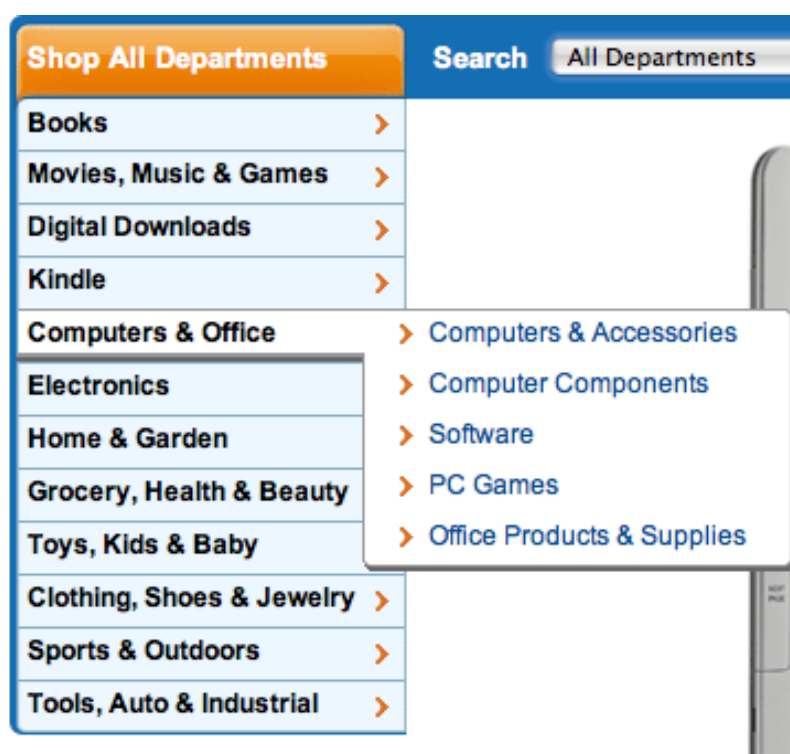 Shop All Departments
Search
All Departments
Books
Movies, Music & Games
Digital Downloads
Kindle
Computers & Office
Computers & Accessories
Computer Components
Software
PC Games
Office Products & Supplies
Electronics
Home & Garden
Grocery, Health & Beauty
Toys, Kids & Baby
Clothing, Shoes & Jewelry
Sports & Outdoors
Tools, Auto & Industrial
NEXT
PAGE